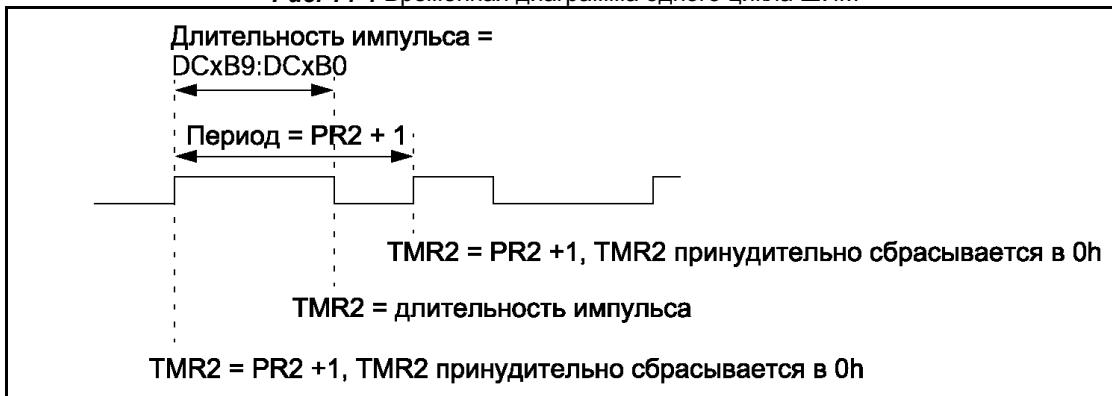 Длительность импульса =
DCxB9:DCxB0
Период = PR2 + 1
TMR2 = PR2 +1, TMR2 принудительно сбрасывается в 0h
TMR2 = длительность импульса
TMR2 = PR2 +1, TMR2 принудительно сбрасывается в 0h